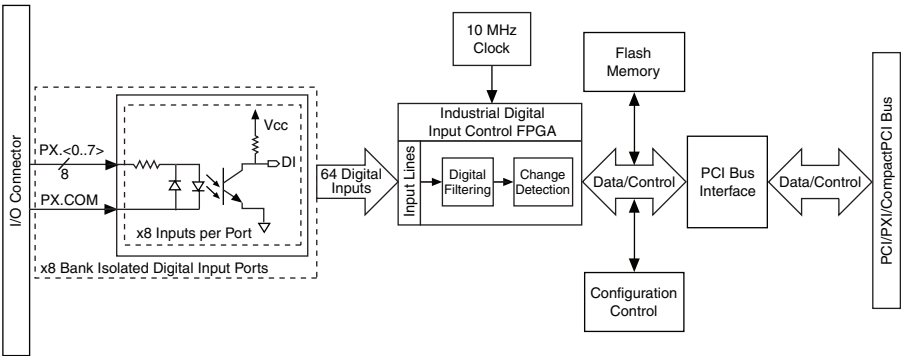 I/O Connector
PX.<0..7>
8
PX.COM
Vcc
DI
x8 Inputs per Port
x8 Bank Isolated Digital Input Ports
64 Digital
Inputs
10 MHz
Clock
Industrial Digital
Input Control FPGA
Input Lines
Digital
Filtering
Change
Detection
Flash
Memory
Data/Control
Configuration
Control
PCI Bus
Interface
Data/Control
PCI/PXI/CompactPCI Bus